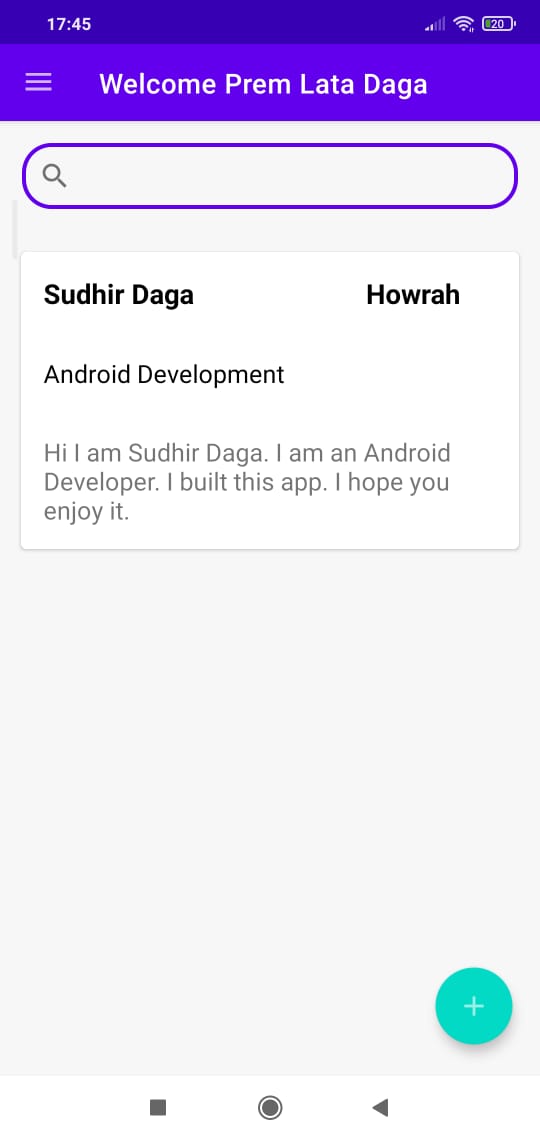 17:45
20
Welcome Prem Lata Daga
Sudhir Daga Howrah
Android Development
Hi I am Sudhir Daga. I am an Android
Developer. I built this app. I hope you
enjoy it.